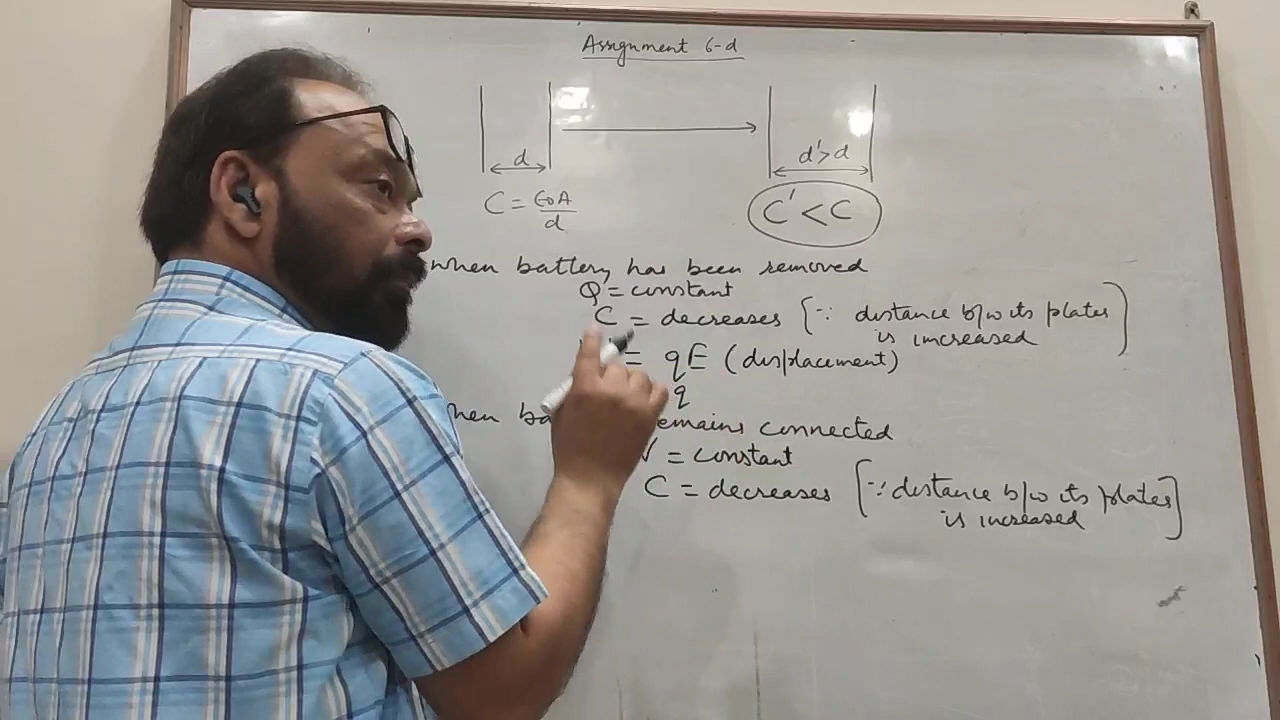 Assignment 6-d
d
d'>d
C = ϵ0A
d
C' < C
when battery has been removed
Q = constant
C = decreases [∵ distance b/w its plates
is increased]
= qE (displacement)
q
hen ba emains connected
V = constant
C = decreases [∵ distance b/w its plates
is increased]